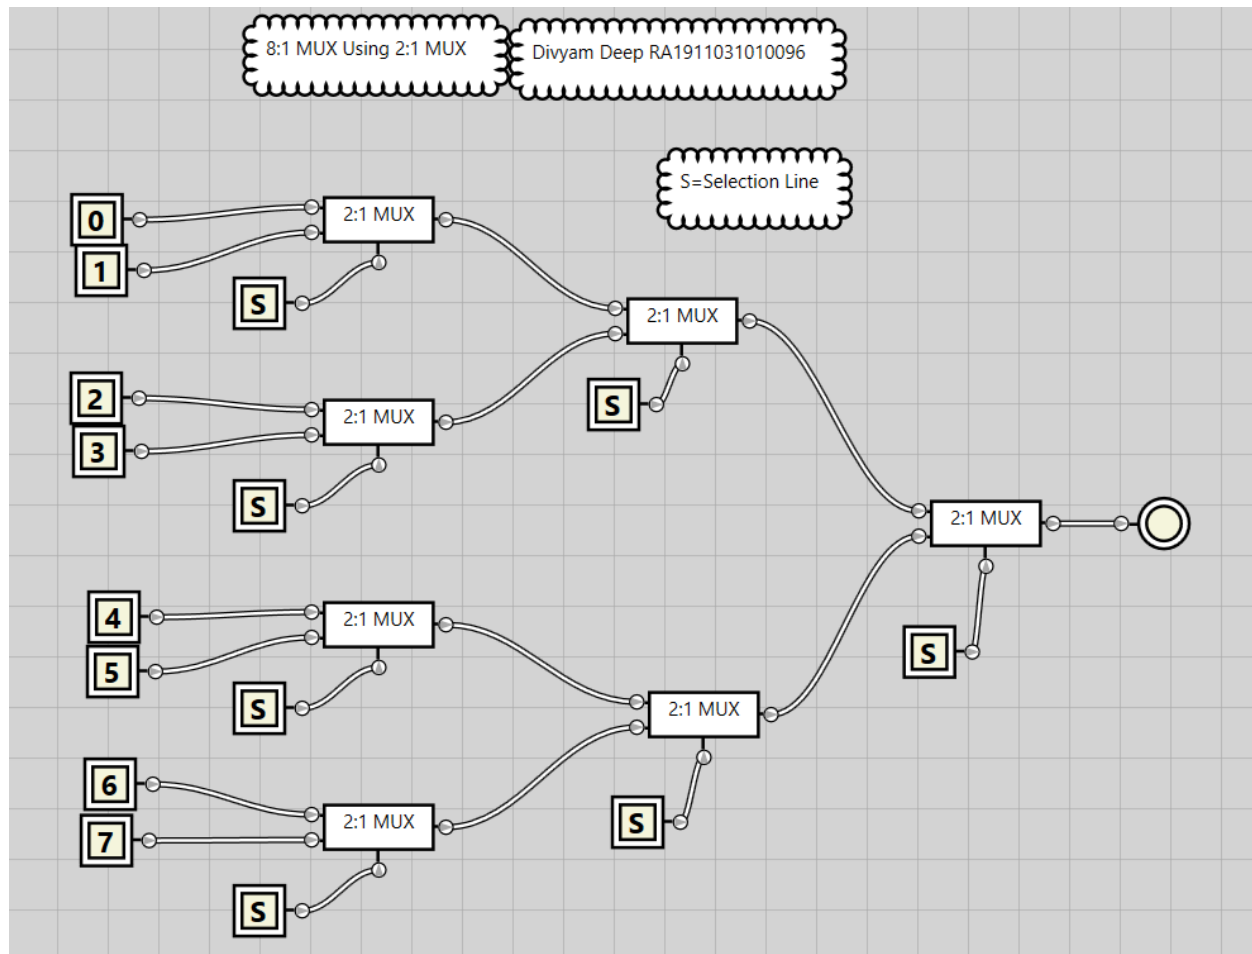 8:1 MUX Using 2:1 MUX
Divyam Deep RA1911031010096
S=Selection Line
0
2:1 MUX
1
S
2:1 MUX
2
2:1 MUX
S
3
S
2:1 MUX
4
2:1 MUX
5
S
S
2:1 MUX
6
2:1 MUX
7
S
S